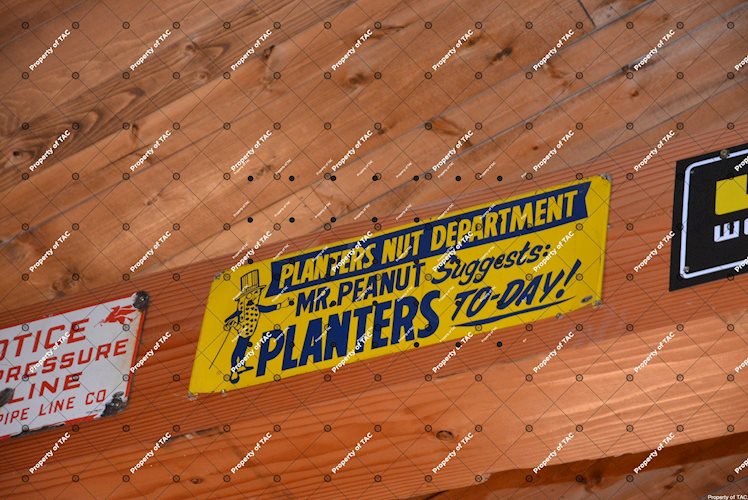 PLANTERS NUT DEPARTMENT
MR. PEANUT Suggests:
PLANTERS TO-DAY!
OTICE
PRESSURE
LINE
PIPE LINE CO
Property of TAC